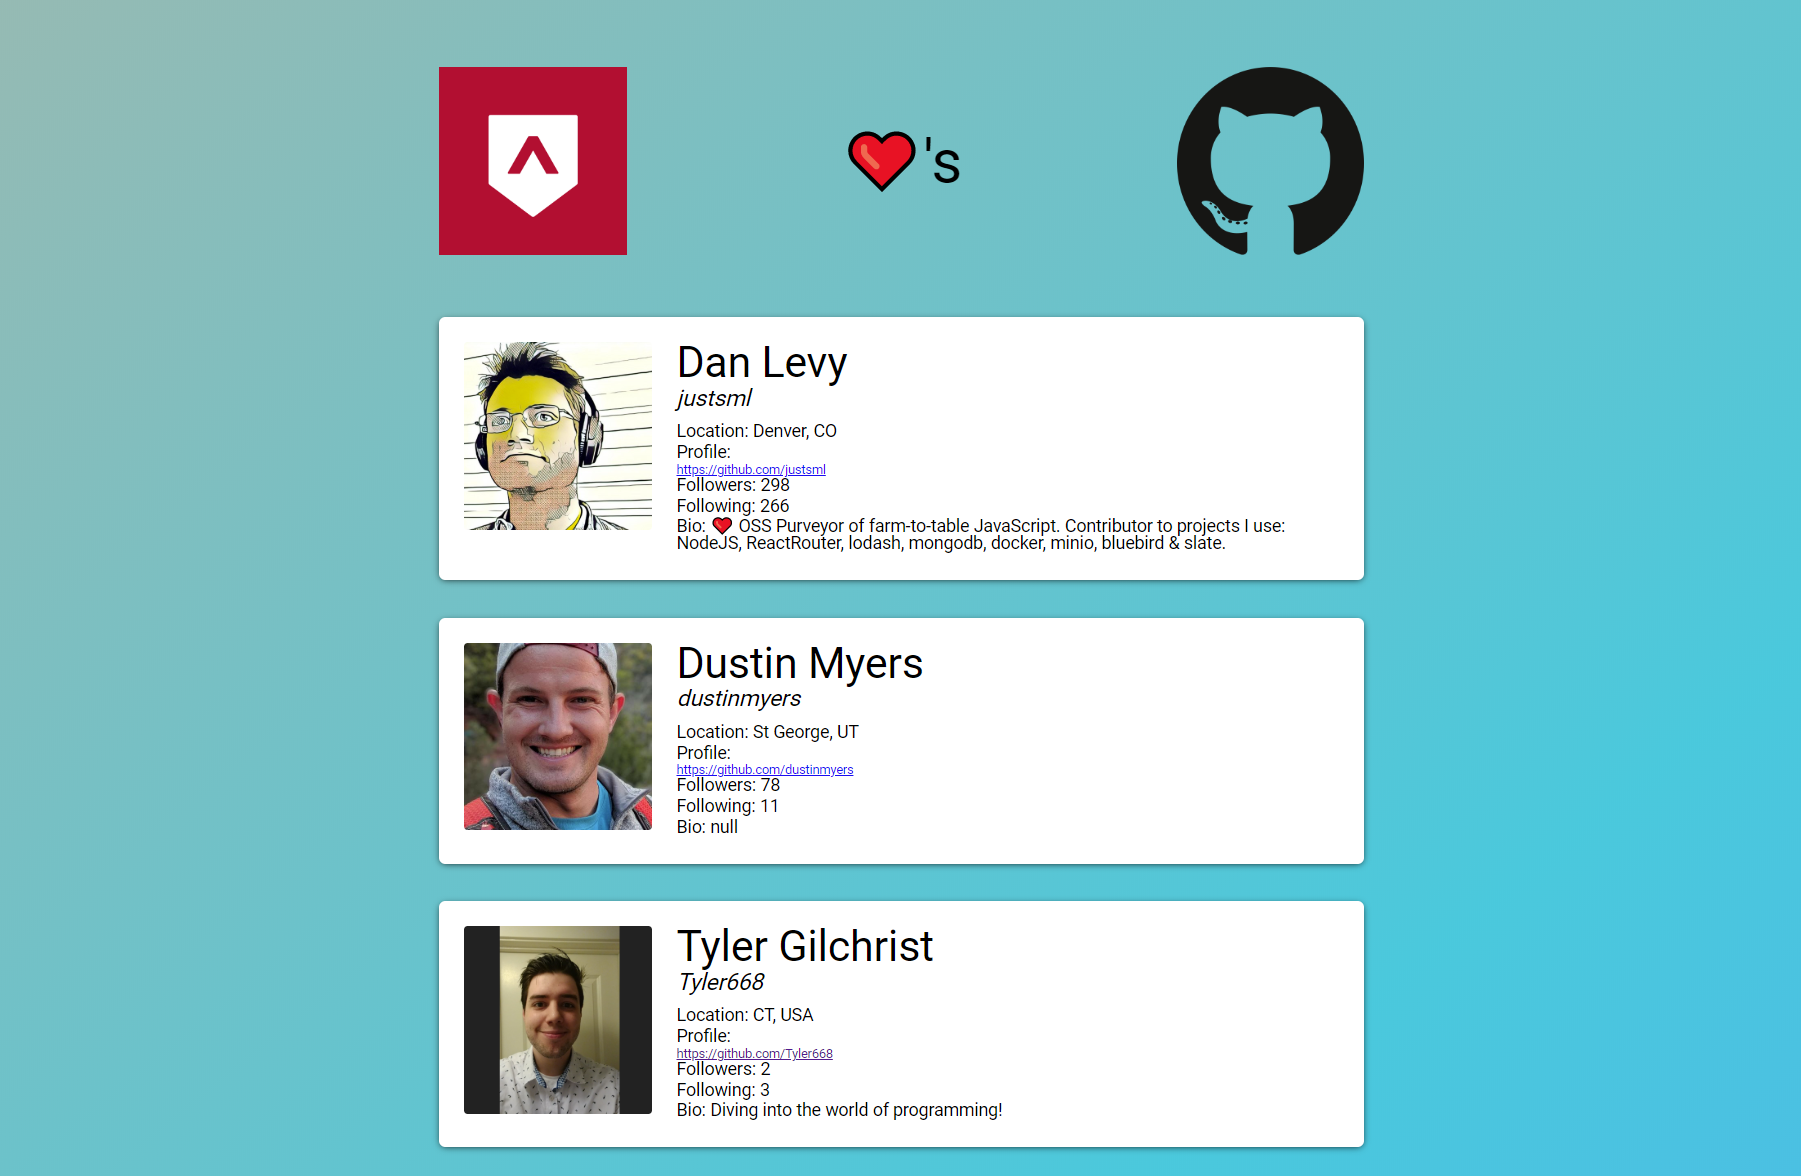 ❤️'s
Dan Levy
justsml
Location: Denver, CO
Profile:
https://github.com/justsml
Followers: 298
Following: 266
Bio: ❤️ OSS Purveyor of farm-to-table JavaScript. Contributor to projects I use:
NodeJS, ReactRouter, lodash, mongodb, docker, minio, bluebird & slate.
Dustin Myers
dustinmyers
Location: St George, UT
Profile:
https://github.com/dustinmyers
Followers: 78
Following: 11
Bio: null
Tyler Gilchrist
Tyler668
Location: CT, USA
Profile:
https://github.com/Tyler668
Followers: 2
Following: 3
Bio: Diving into the world of programming!